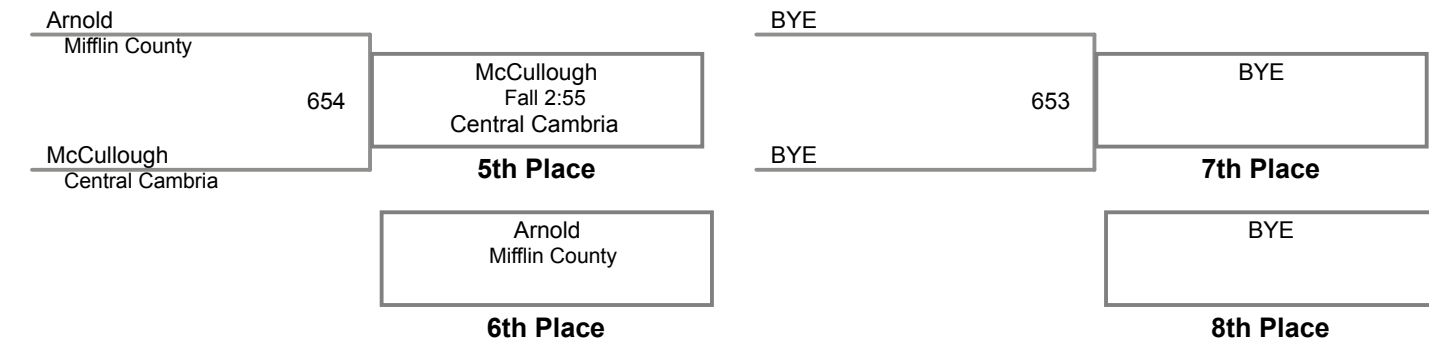 Arnold
Mifflin County
654
McCullough
Fall 2:55
Central Cambria
McCullough
Central Cambria
5th Place
Arnold
Mifflin County
6th Place
BYE
653
BYE
BYE
7th Place
BYE
8th Place